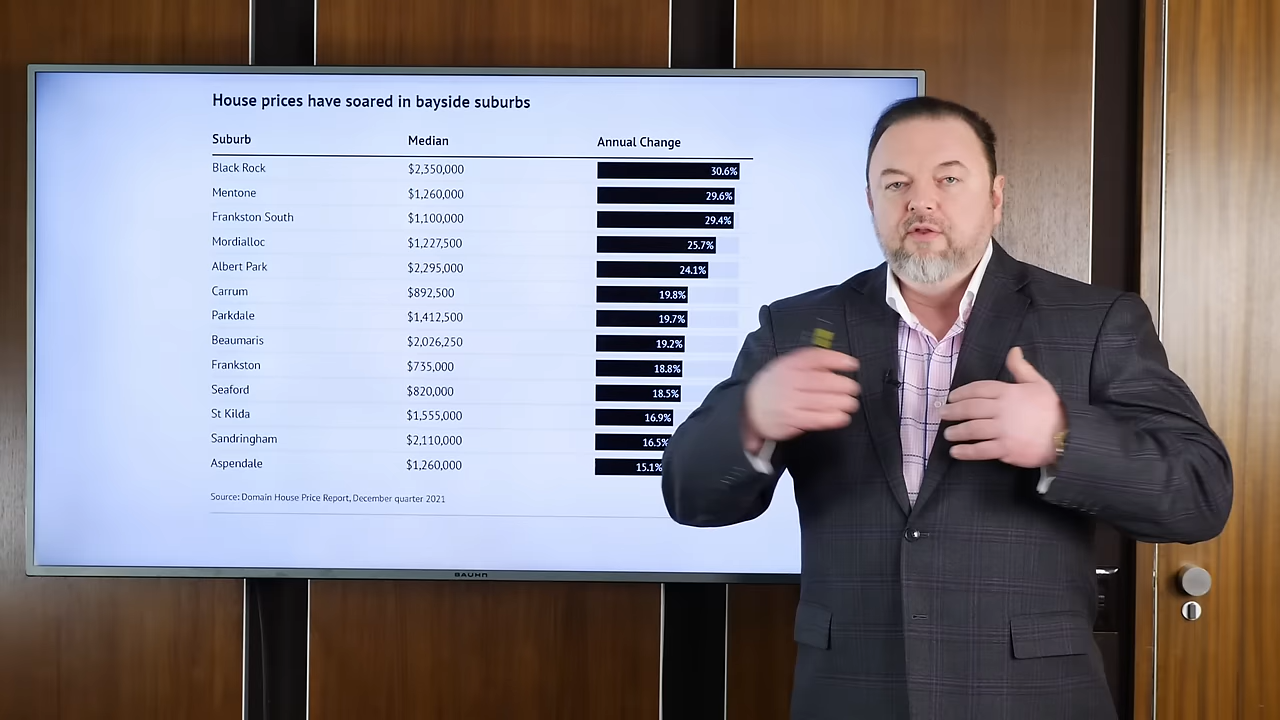 House prices have soared in bayside suburbs
Suburb Median Annual Change
Black Rock $2,350,000 30.6%
Mentone $1,260,000 29.6%
Frankston South $1,100,000 29.4%
Mordialloc $1,227,500 25.7%
Albert Park $2,295,000 24.1%
Carrum $892,500 19.8%
Parkdale $1,412,500 19.7%
Beaumaris $2,026,250 19.2%
Frankston $735,000 18.8%
Seaford $820,000 18.5%
St Kilda $1,555,000 16.9%
Sandringham $2,110,000 16.5%
Aspendale $1,260,000 15.1%
Source: Domain House Price Report, December quarter 2021
BAUHN